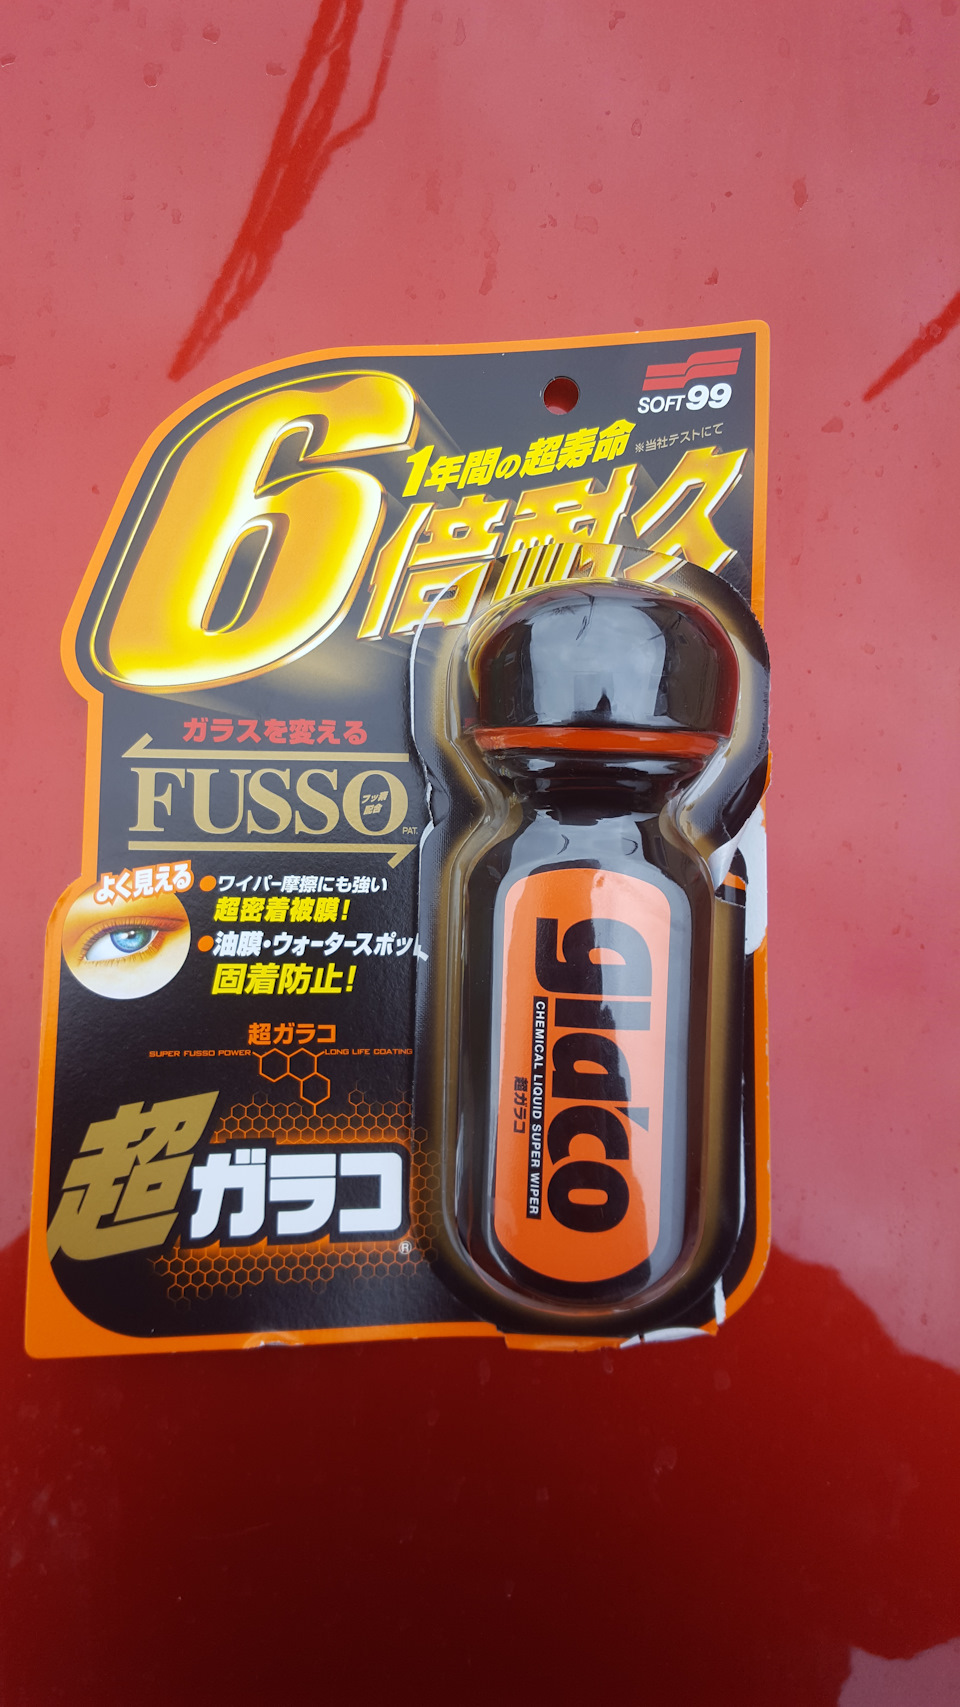 SOFT99
1年間の超寿命
※当社テストにて
6倍耐久
ガラスを変える
FUSSO
フッ素
配合
PAT.
よく見える
●ワイパー摩擦にも強い
超密着被膜!
●油膜・ウォータースポット
固着防止!
超ガラコ
SUPER FUSSO POWER
LONG LIFE COATING
超ガラコ®
glaco
CHEMICAL LIQUID SUPER WIPER
超ガラコ